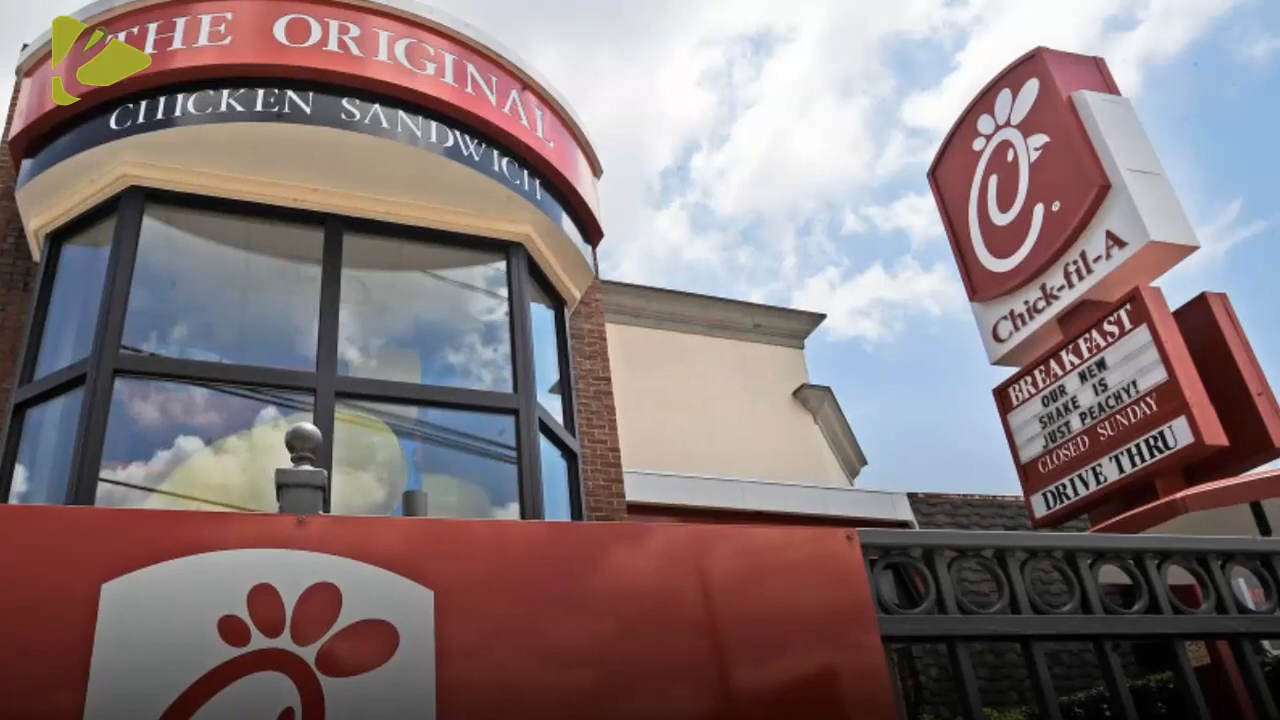 THE ORIGINAL
CHICKEN SANDWICH
Chick-fil-A
BREAKFAST
OUR NEW
SHAKE IS
JUST PEACHY!
CLOSED SUNDAY
DRIVE THRU